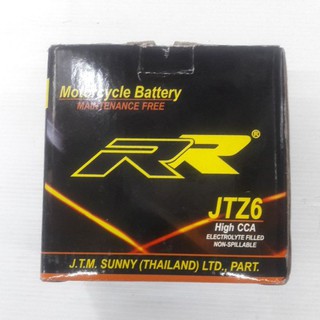 Motorcycle Battery
MAINTENANCE FREE
RR®
JTZ6
High CCA
ELECTROLYTE FILLED
NON-SPILLABLE
J.T.M. SUNNY (THAILAND) LTD., PART.